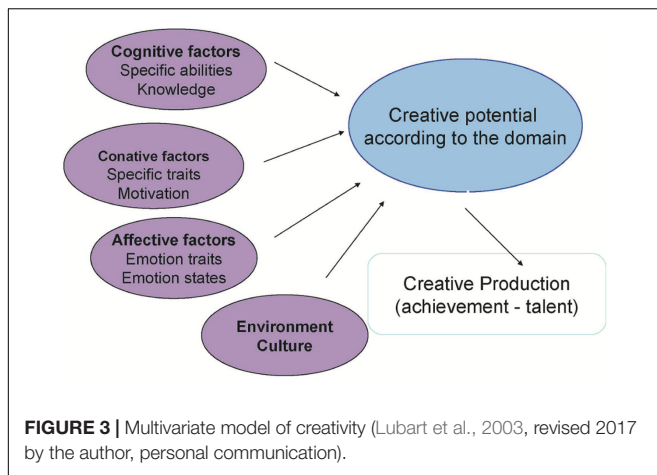 Cognitive factors
Specific abilities
Knowledge
Creative potential
according to the domain
Conative factors
Specific traits
Motivation
Affective factors
Emotion traits
Emotion states
Creative Production
(achievement - talent)
Environment
Culture
FIGURE 3 | Multivariate model of creativity (Lubart et al., 2003, revised 2017
by the author, personal communication).